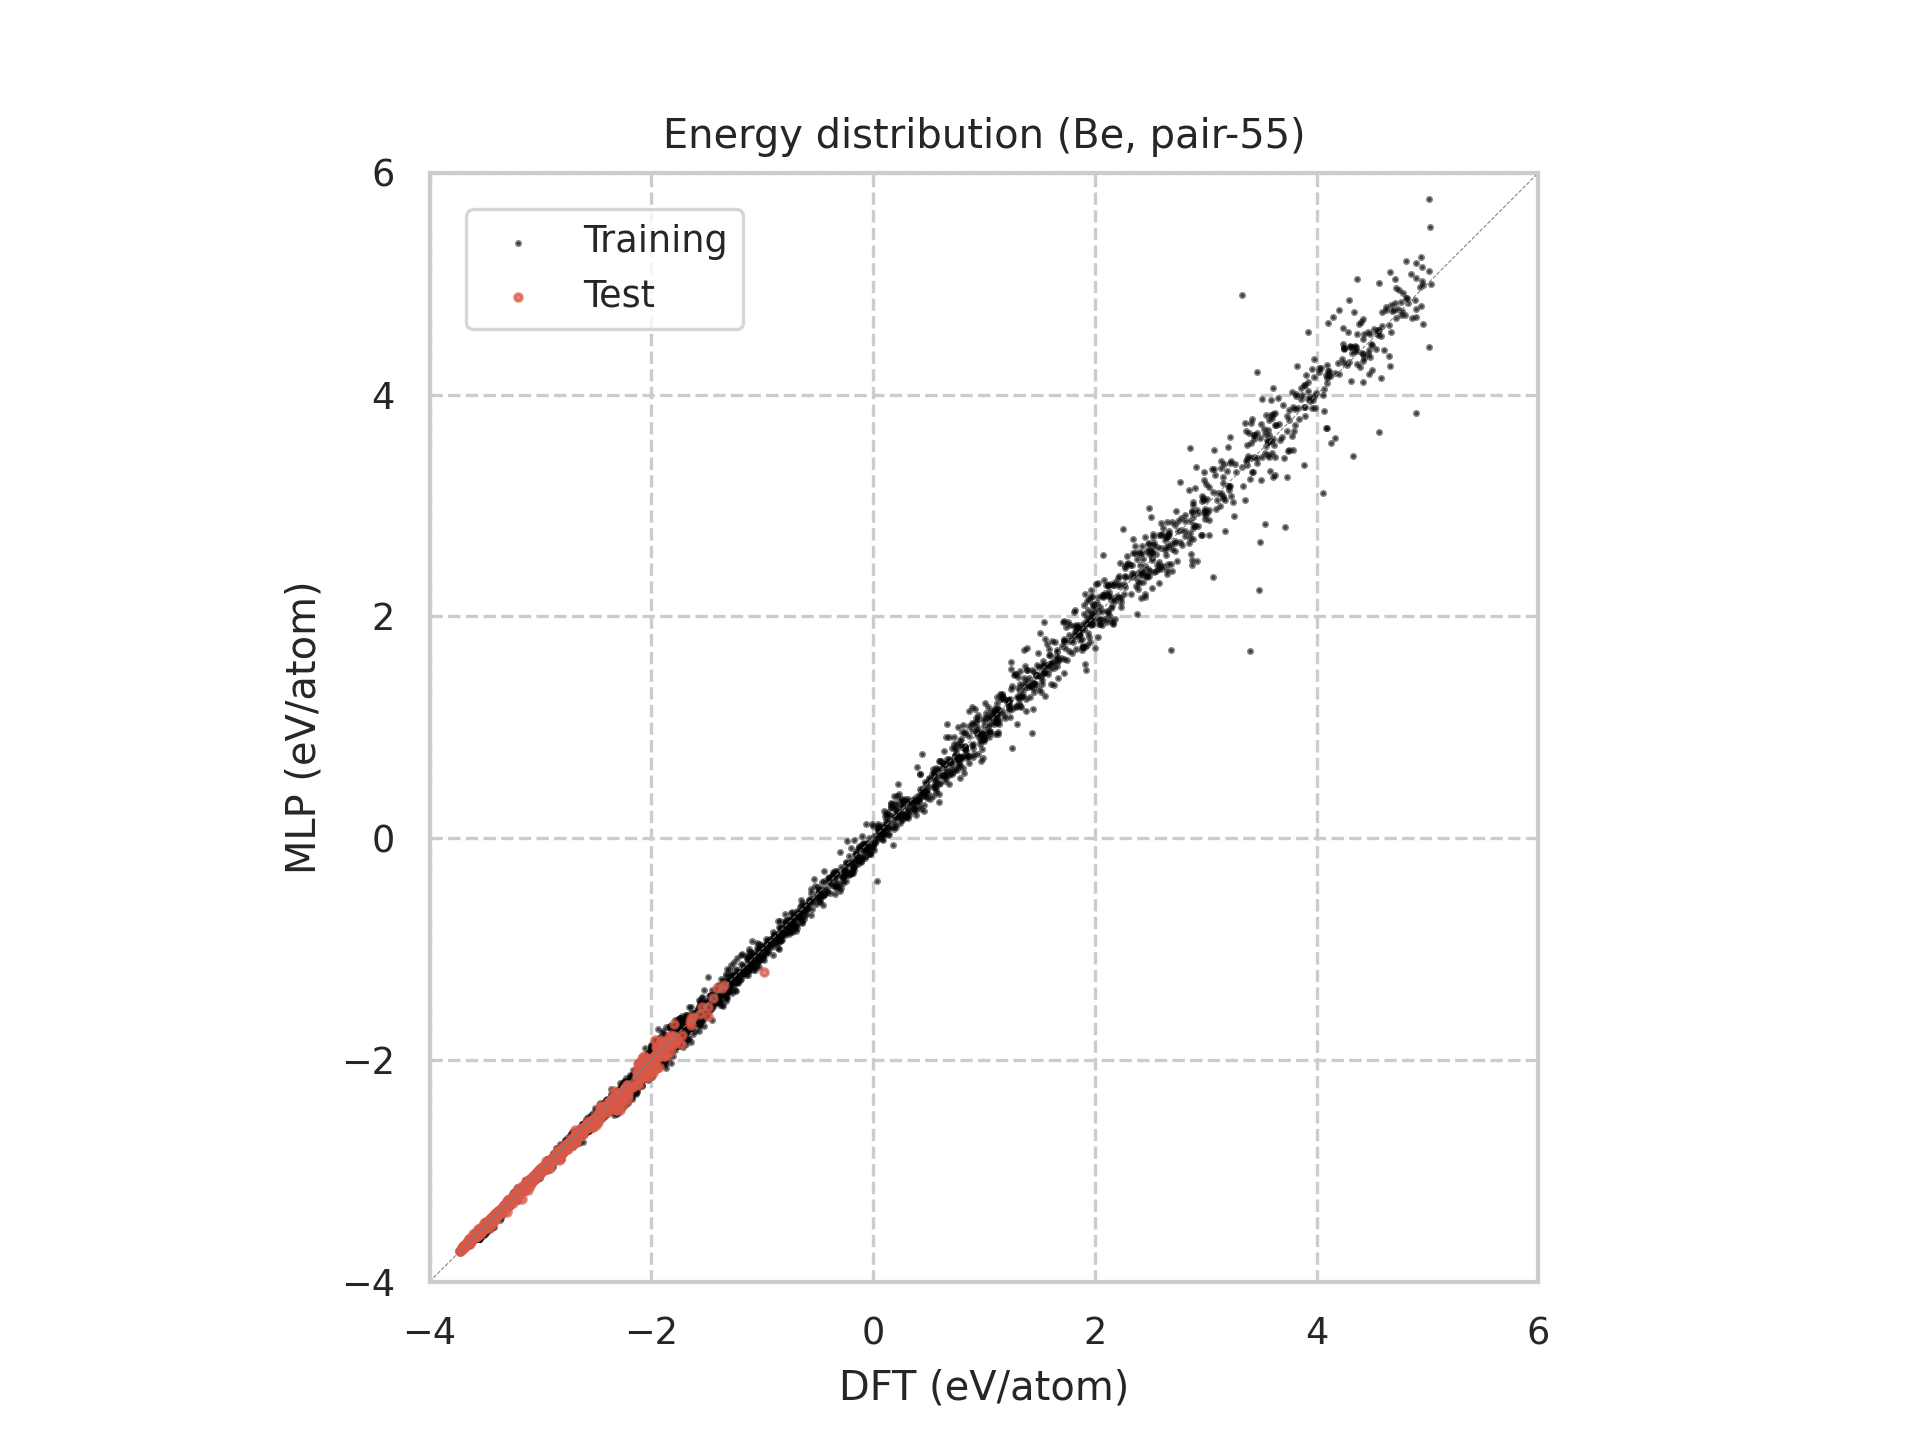 Energy distribution (Be, pair-55)
6
Training
Test
4
2
0
−2
−4
MLP (eV/atom)
−4 −2 0 2 4 6
DFT (eV/atom)